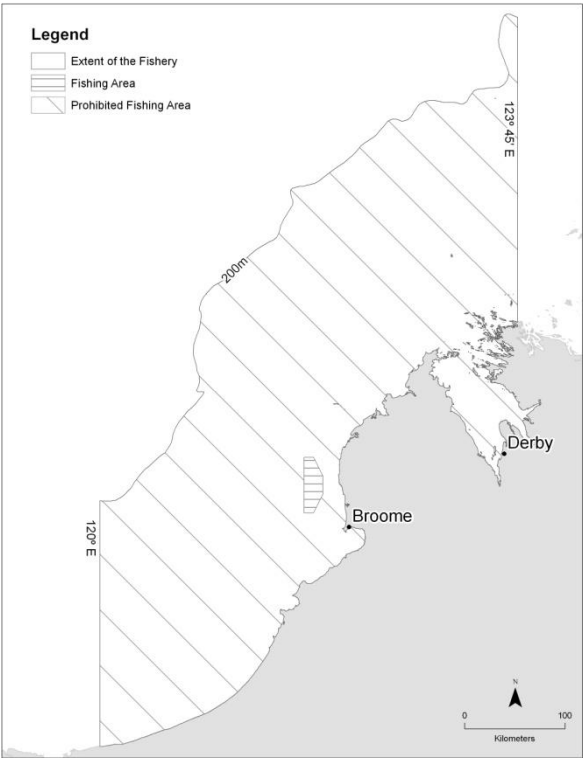 Legend
Extent of the Fishery
Fishing Area
Prohibited Fishing Area
123° 45' E
200m
Derby
Broome
120° E
N
0 100
Kilometers